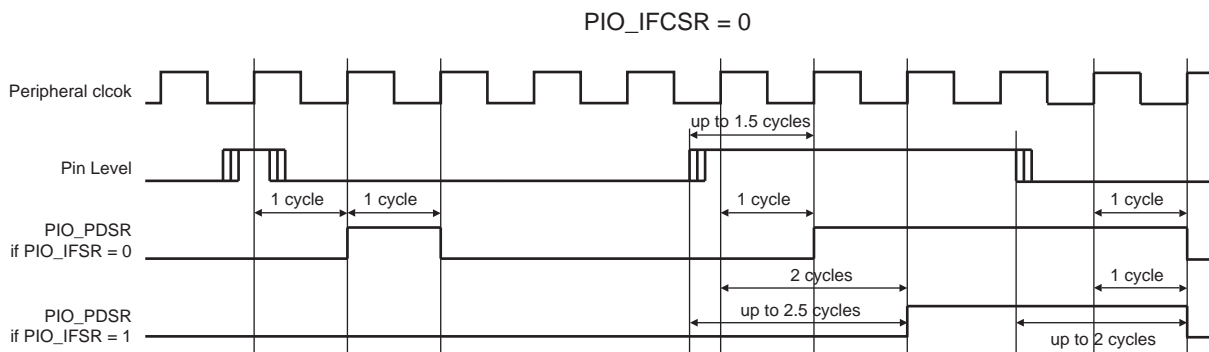 PIO_IFCSR = 0
Peripheral clcok
up to 1.5 cycles
Pin Level
1 cycle
1 cycle
1 cycle
1 cycle
PIO_PDSR
if PIO_IFSR = 0
2 cycles
1 cycle
PIO_PDSR
if PIO_IFSR = 1
up to 2.5 cycles
up to 2 cycles